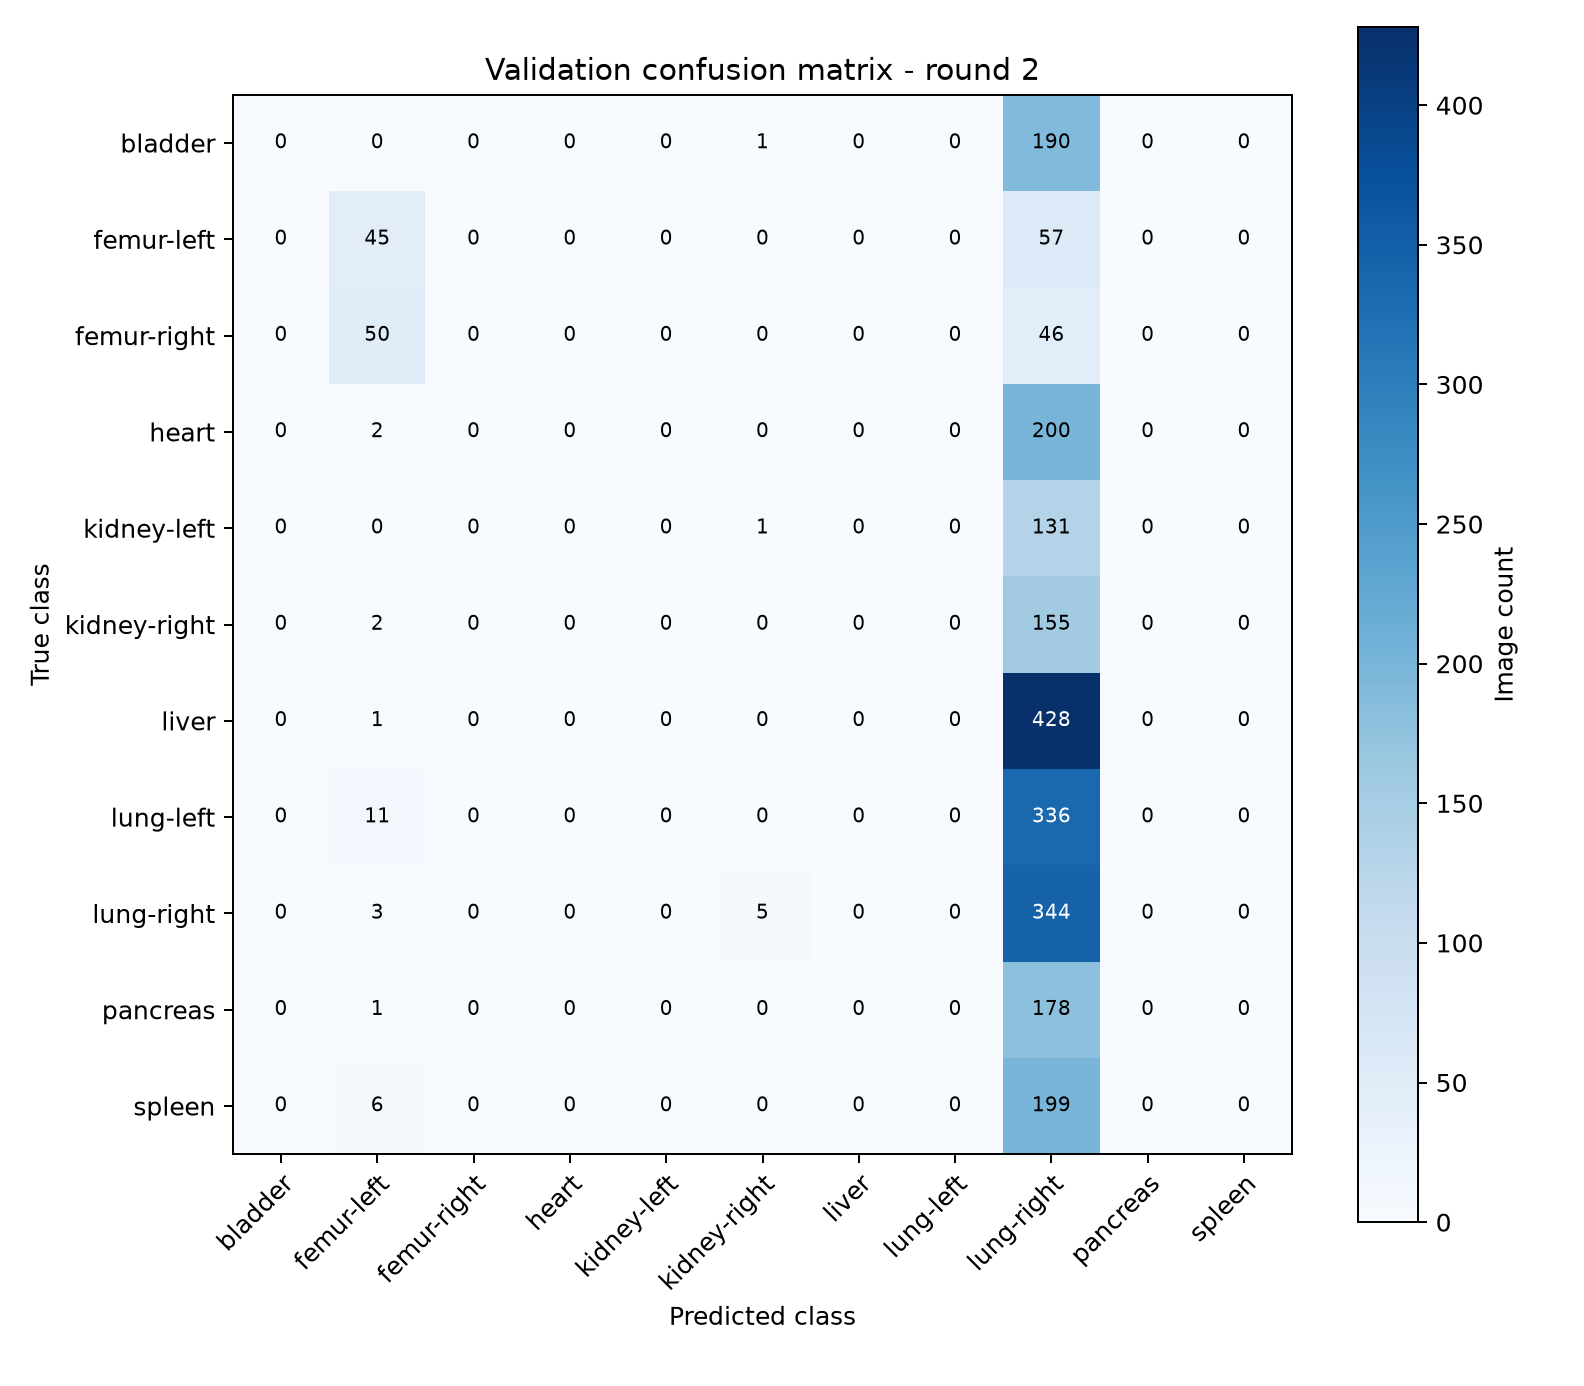 Validation confusion matrix - round 2
bladder 0 0 0 0 0 1 0 0 190 0 0
femur-left 0 45 0 0 0 0 0 0 57 0 0
femur-right 0 50 0 0 0 0 0 0 46 0 0
heart 0 2 0 0 0 0 0 0 200 0 0
kidney-left 0 0 0 0 0 1 0 0 131 0 0
kidney-right 0 2 0 0 0 0 0 0 155 0 0
liver 0 1 0 0 0 0 0 0 428 0 0
lung-left 0 11 0 0 0 0 0 0 336 0 0
lung-right 0 3 0 0 0 5 0 0 344 0 0
pancreas 0 1 0 0 0 0 0 0 178 0 0
spleen 0 6 0 0 0 0 0 0 199 0 0
bladder femur-left femur-right heart kidney-left kidney-right liver lung-left lung-right pancreas spleen
Predicted class
True class
400
350
300
250
200
150
100
50
0
Image count